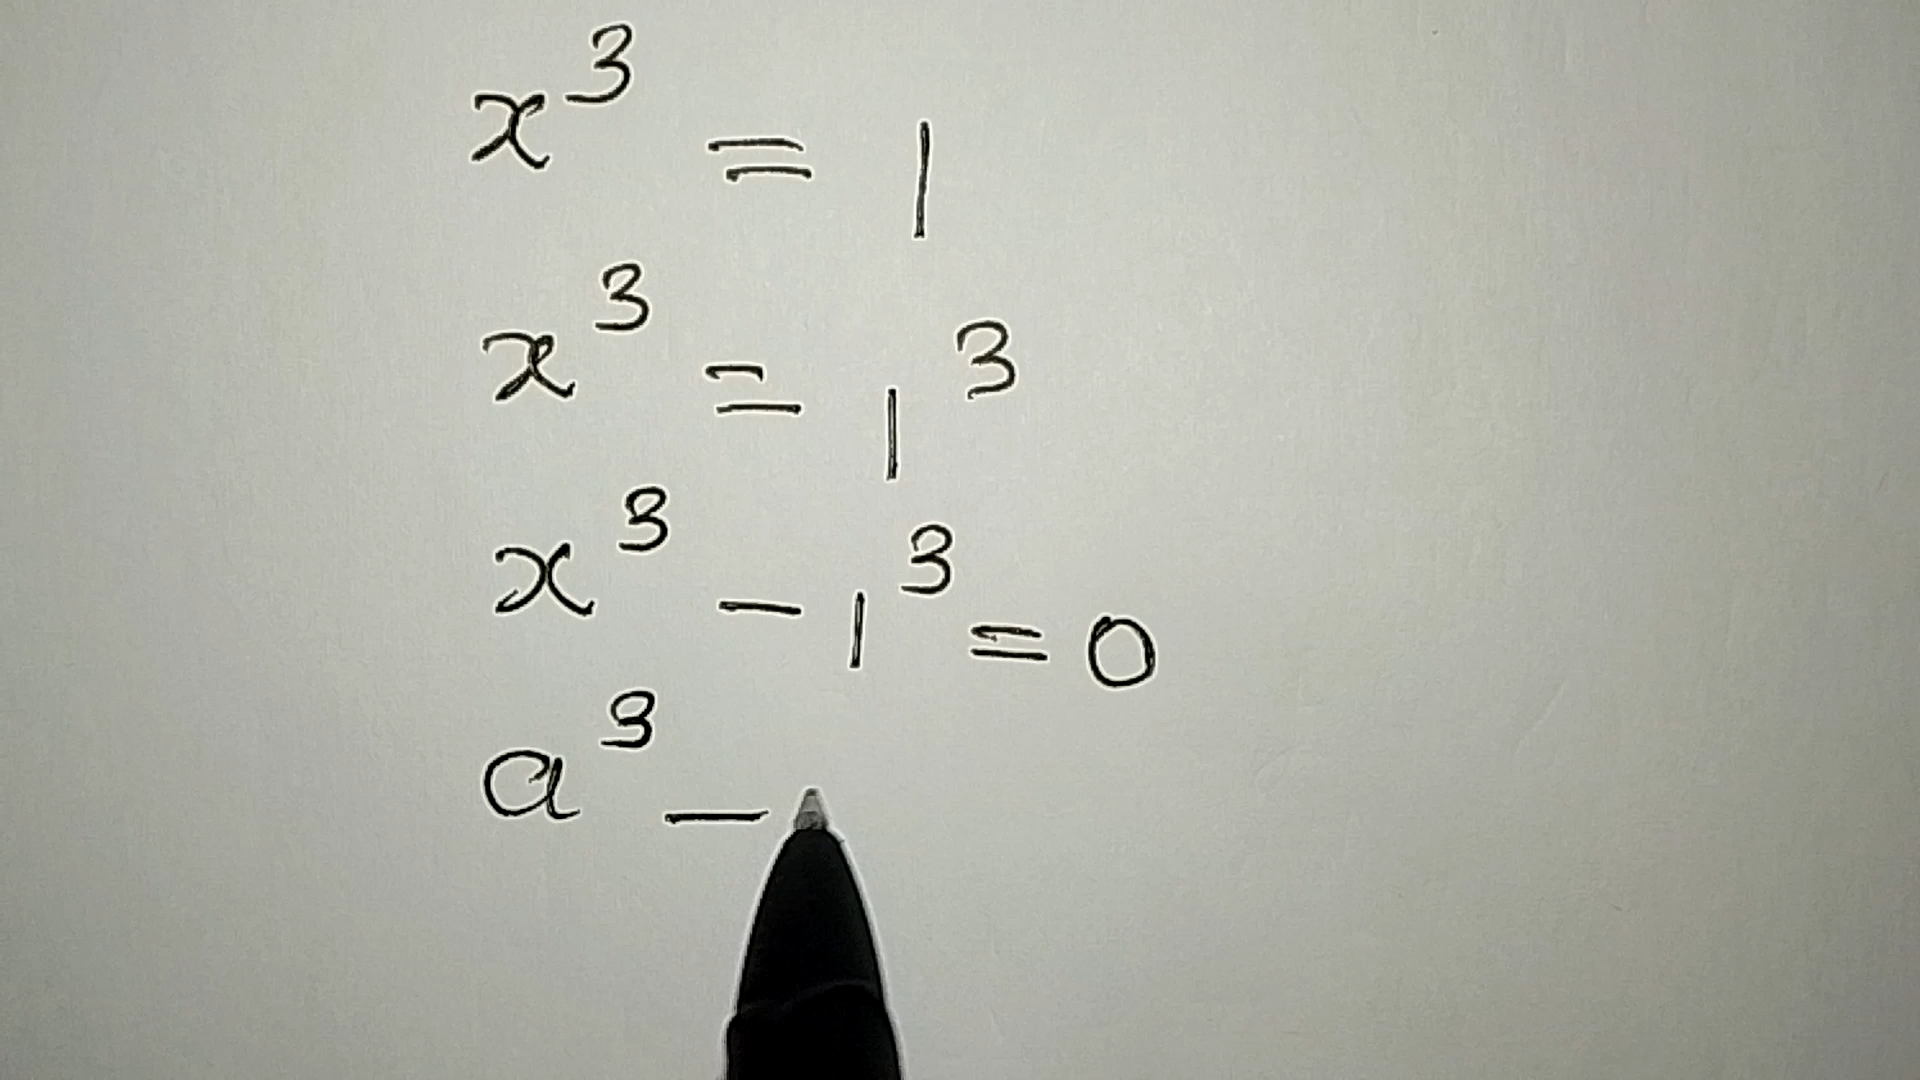 x³ = 1
x³ = 1³
x³ - 1³ = 0
a³ -